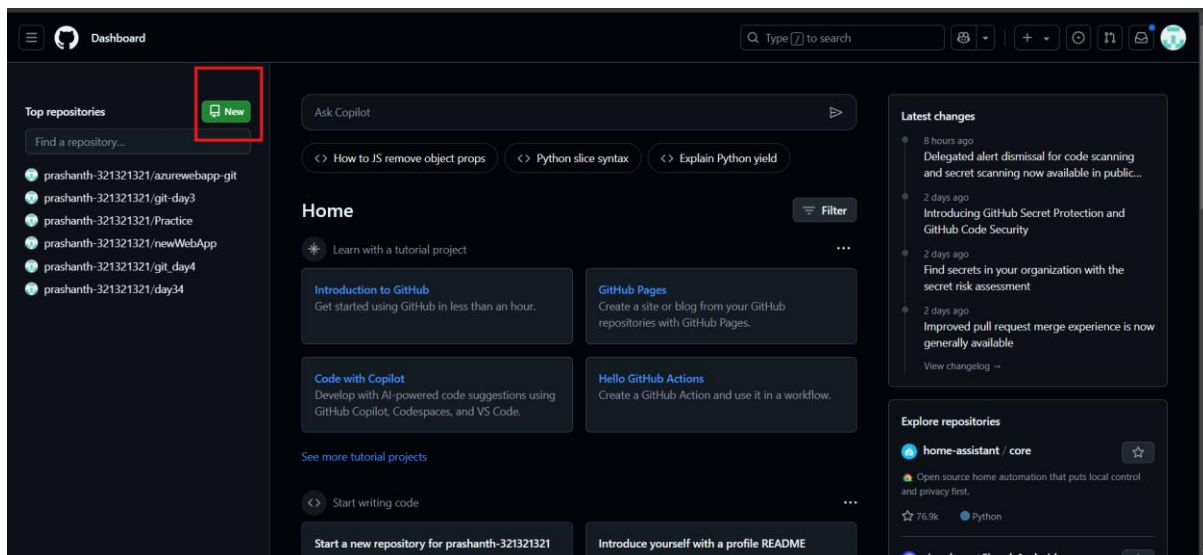 Dashboard
Type / to search
Top repositories
New
Find a repository...
prashanth-321321321/azurewebapp-git
prashanth-321321321/git-day3
prashanth-321321321/Practice
prashanth-321321321/newWebApp
prashanth-321321321/git_day4
prashanth-321321321/day34
Ask Copilot
How to JS remove object props
Python slice syntax
Explain Python yield
Home
Filter
Learn with a tutorial project
Introduction to GitHub
Get started using GitHub in less than an hour.
GitHub Pages
Create a site or blog from your GitHub
repositories with GitHub Pages.
Code with Copilot
Develop with AI-powered code suggestions using
GitHub Copilot, Codespaces, and VS Code.
Hello GitHub Actions
Create a GitHub Action and use it in a workflow.
See more tutorial projects
Start writing code
Start a new repository for prashanth-321321321
Introduce yourself with a profile README
Latest changes
8 hours ago
Delegated alert dismissal for code scanning
and secret scanning now available in public...
2 days ago
Introducing GitHub Secret Protection and
GitHub Code Security
2 days ago
Find secrets in your organization with the
secret risk assessment
2 days ago
Improved pull request merge experience is now
generally available
View changelog →
Explore repositories
home-assistant / core
Open source home automation that puts local control
and privacy first.
76.9k Python